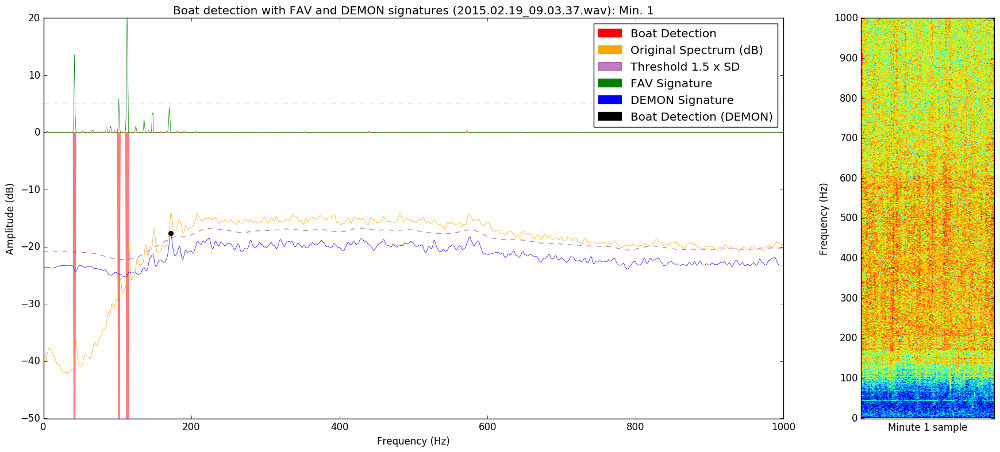 Boat detection with FAV and DEMON signatures (2015.02.19_09.03.37.wav): Min. 1
Boat Detection
Original Spectrum (dB)
Threshold 1.5 x SD
FAV Signature
DEMON Signature
Boat Detection (DEMON)
Amplitude (dB)
20
10
0
−10
−20
−30
−40
−50
0
200
400
600
800
1000
Frequency (Hz)
Frequency (Hz)
1000
900
800
700
600
500
400
300
200
100
0
Minute 1 sample